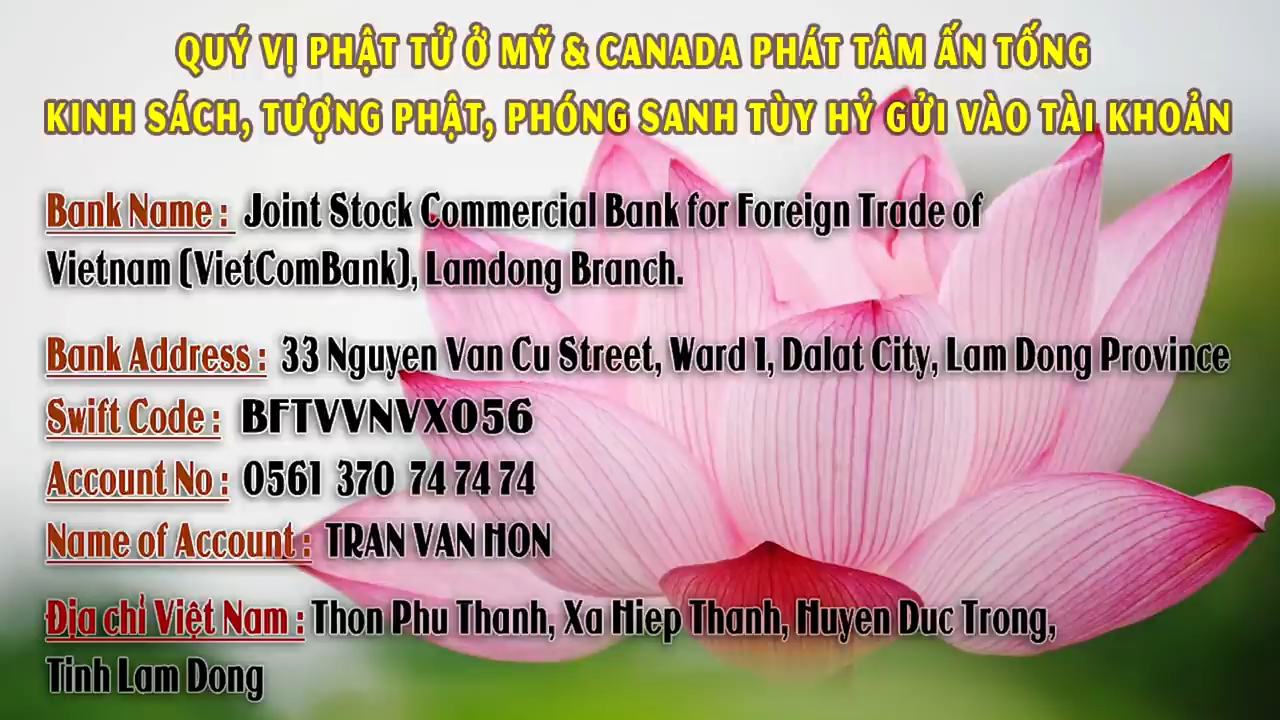 QUÝ VỊ PHẬT TỬ Ở MỸ & CANADA PHÁT TÂM ẤN TỐNG
KINH SÁCH, TƯỢNG PHẬT, PHÓNG SANH TÙY HỶ GỬI VÀO TÀI KHOẢN
Bank Name : Joint Stock Commercial Bank for Foreign Trade of
Vietnam (VietComBank), Lamdong Branch.
Bank Address : 33 Nguyen Van Cu Street, Ward 1, Dalat City, Lam Dong Province
Swift Code : BFTVVNVX056
Account No : 0561 370 74 74 74
Name of Account : TRAN VAN HON
Địa chỉ Việt Nam : Thon Phu Thanh, Xa Hiep Thanh, Huyen Duc Trong,
Tinh Lam Dong